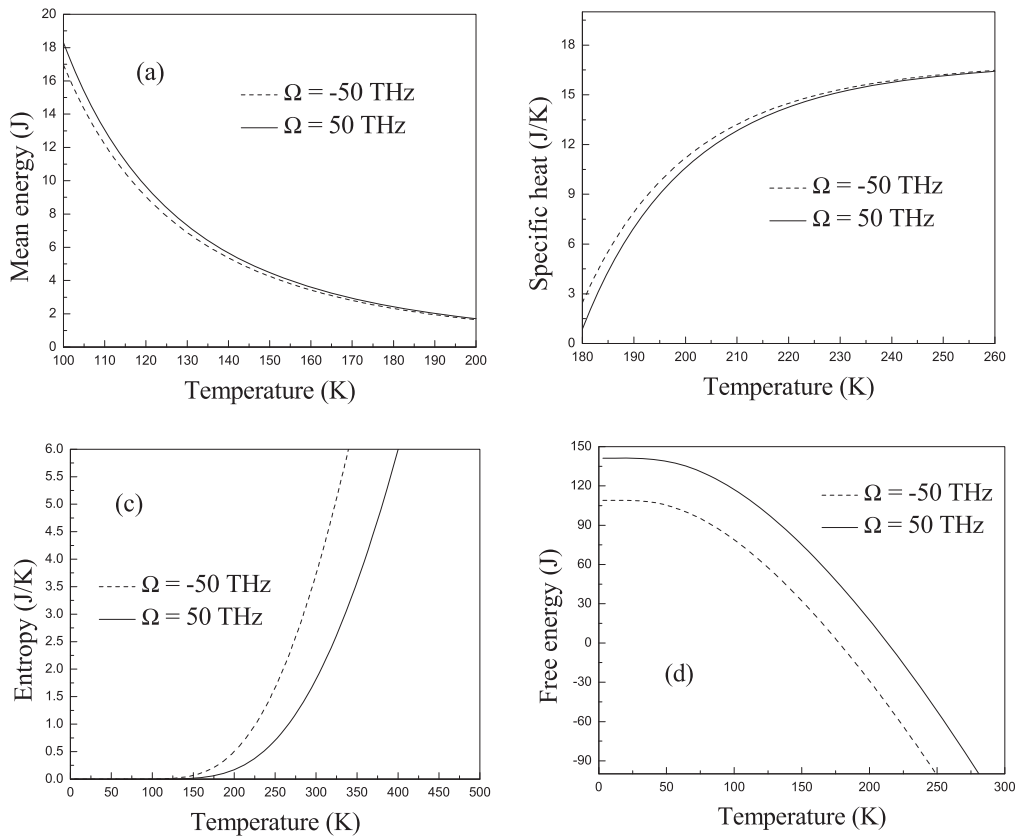 (a)
Ω = -50 THz
Ω = 50 THz
Mean energy (J)
20
18
16
14
12
10
8
6
4
2
0
100 110 120 130 140 150 160 170 180 190 200
Temperature (K)
Ω = -50 THz
Ω = 50 THz
Specific heat (J/K)
18
15
12
9
6
3
0
180 190 200 210 220 230 240 250 260
Temperature (K)
(c)
Ω = -50 THz
Ω = 50 THz
Entropy (J/K)
6.0
5.5
5.0
4.5
4.0
3.5
3.0
2.5
2.0
1.5
1.0
0.5
0.0
0 50 100 150 200 250 300 350 400 450 500
Temperature (K)
Ω = -50 THz
Ω = 50 THz
(d)
Free energy (J)
150
120
90
60
30
0
-30
-60
-90
0 50 100 150 200 250 300
Temperature (K)